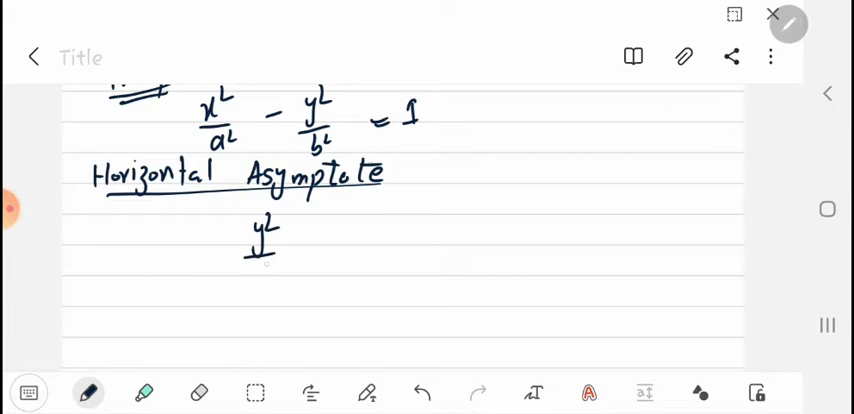 Title
x²/a² - y²/b² = 1
Horizontal Asymptote
y²